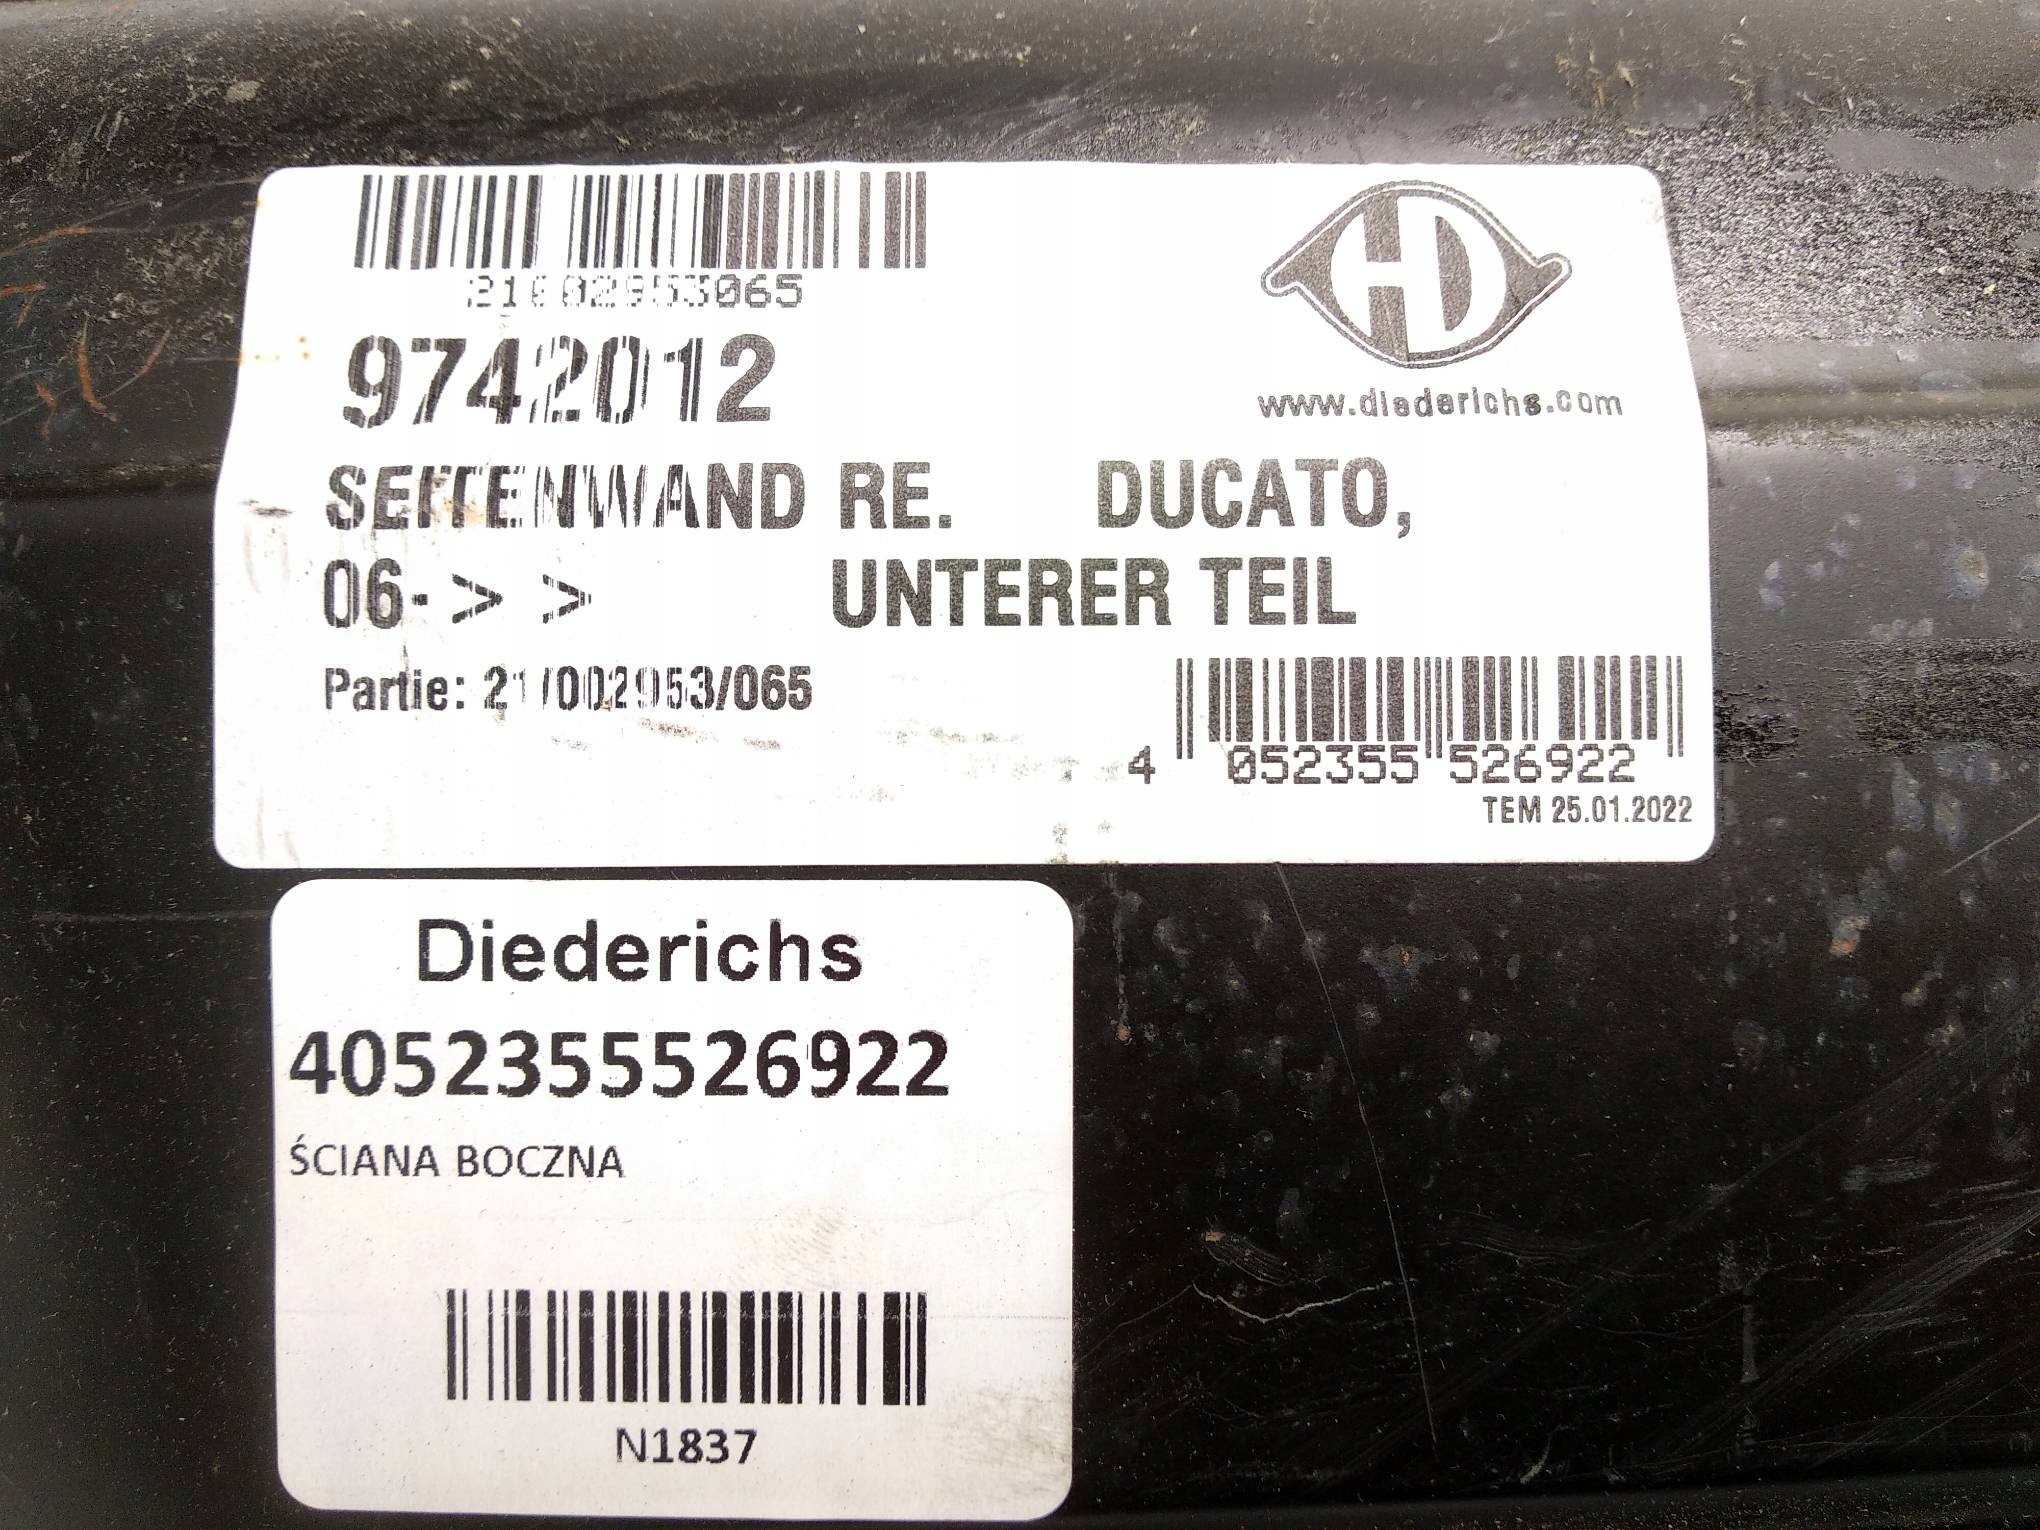 21002953065
9742012
HD
www.diederichs.com
SEITENWAND RE. DUCATO,
06- > > UNTERER TEIL
Partie: 21/002953/065
4 052355 526922
TEM 25.01.2022
Diederichs
4052355526922
ŚCIANA BOCZNA
N1837